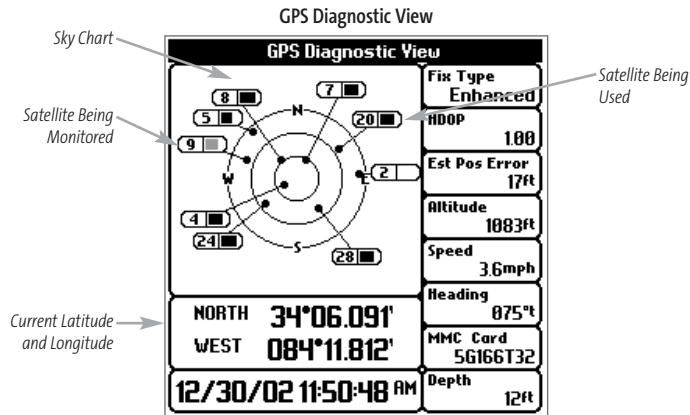 GPS Diagnostic View
Sky Chart
Satellite Being
Monitored
Current Latitude
and Longitude
Satellite Being
Used
GPS Diagnostic View
8
7
5
20
9
2
4
24
28
N
W
E
S
Fix Type
Enhanced
HDOP
1.00
Est Pos Error
17ft
Altitude
1083ft
Speed
3.6mph
Heading
075°t
MMC Card
5G166T32
Depth
12ft
NORTH 34°06.091'
WEST 084°11.812'
12/30/02 11:50:48 AM